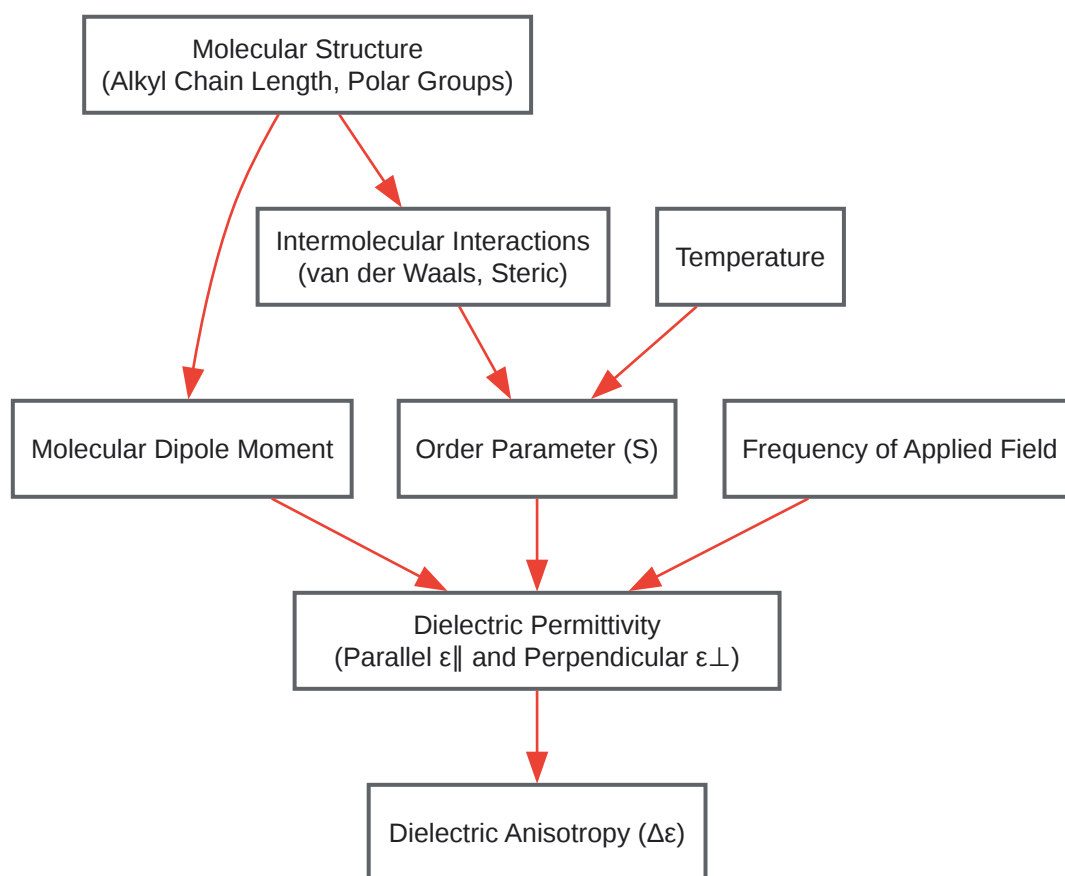 Molecular Structure
(Alkyl Chain Length, Polar Groups)
Intermolecular Interactions
(van der Waals, Steric)
Temperature
Molecular Dipole Moment
Order Parameter (S)
Frequency of Applied Field
Dielectric Permittivity
(Parallel ε∥ and Perpendicular ε⊥)
Dielectric Anisotropy (Δε)